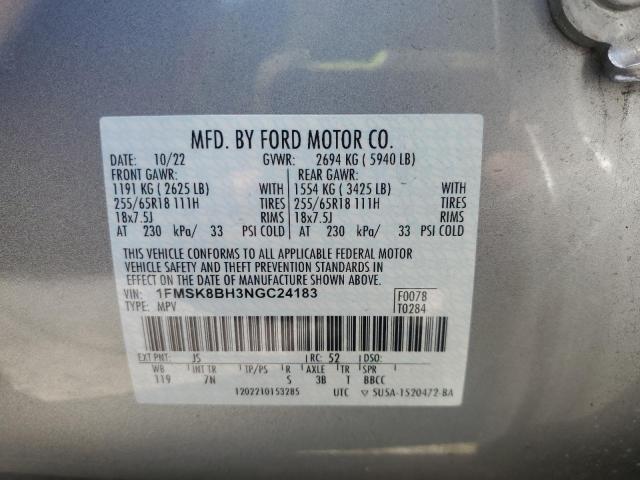 MFD. BY FORD MOTOR CO.
DATE: 10/22 GVWR: 2694 KG ( 5940 LB)
FRONT GAWR: REAR GAWR:
1191 KG ( 2625 LB) WITH 1554 KG ( 3425 LB) WITH
255/65R18 111H TIRES 255/65R18 111H TIRES
18x7.5J RIMS 18x7.5J RIMS
AT 230 kPa/ 33 PSI COLD AT 230 kPa/ 33 PSI COLD
THIS VEHICLE CONFORMS TO ALL APPLICABLE FEDERAL MOTOR
VEHICLE SAFETY AND THEFT PREVENTION STANDARDS IN
EFFECT ON THE DATE OF MANUFACTURE SHOWN ABOVE.
VIN: 1FMSK8BH3NGC24183 F0078
TYPE: MPV T0284
EXT PNT: JS RC: 52 DSO:
WB INT TR TP/PS R AXLE TR SPR
119 7N S 3B T BBCC
1202210153285 UTC ▽ SU5A-1520472-BA